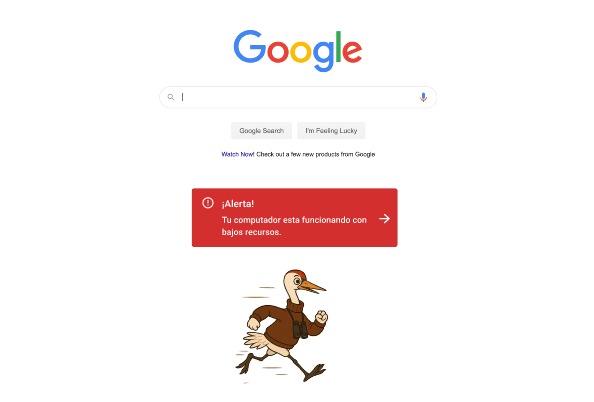 Google
Google Search
I'm Feeling Lucky
Watch Now! Check out a few new products from Google
¡Alerta!
Tu computador esta funcionando con
bajos recursos.